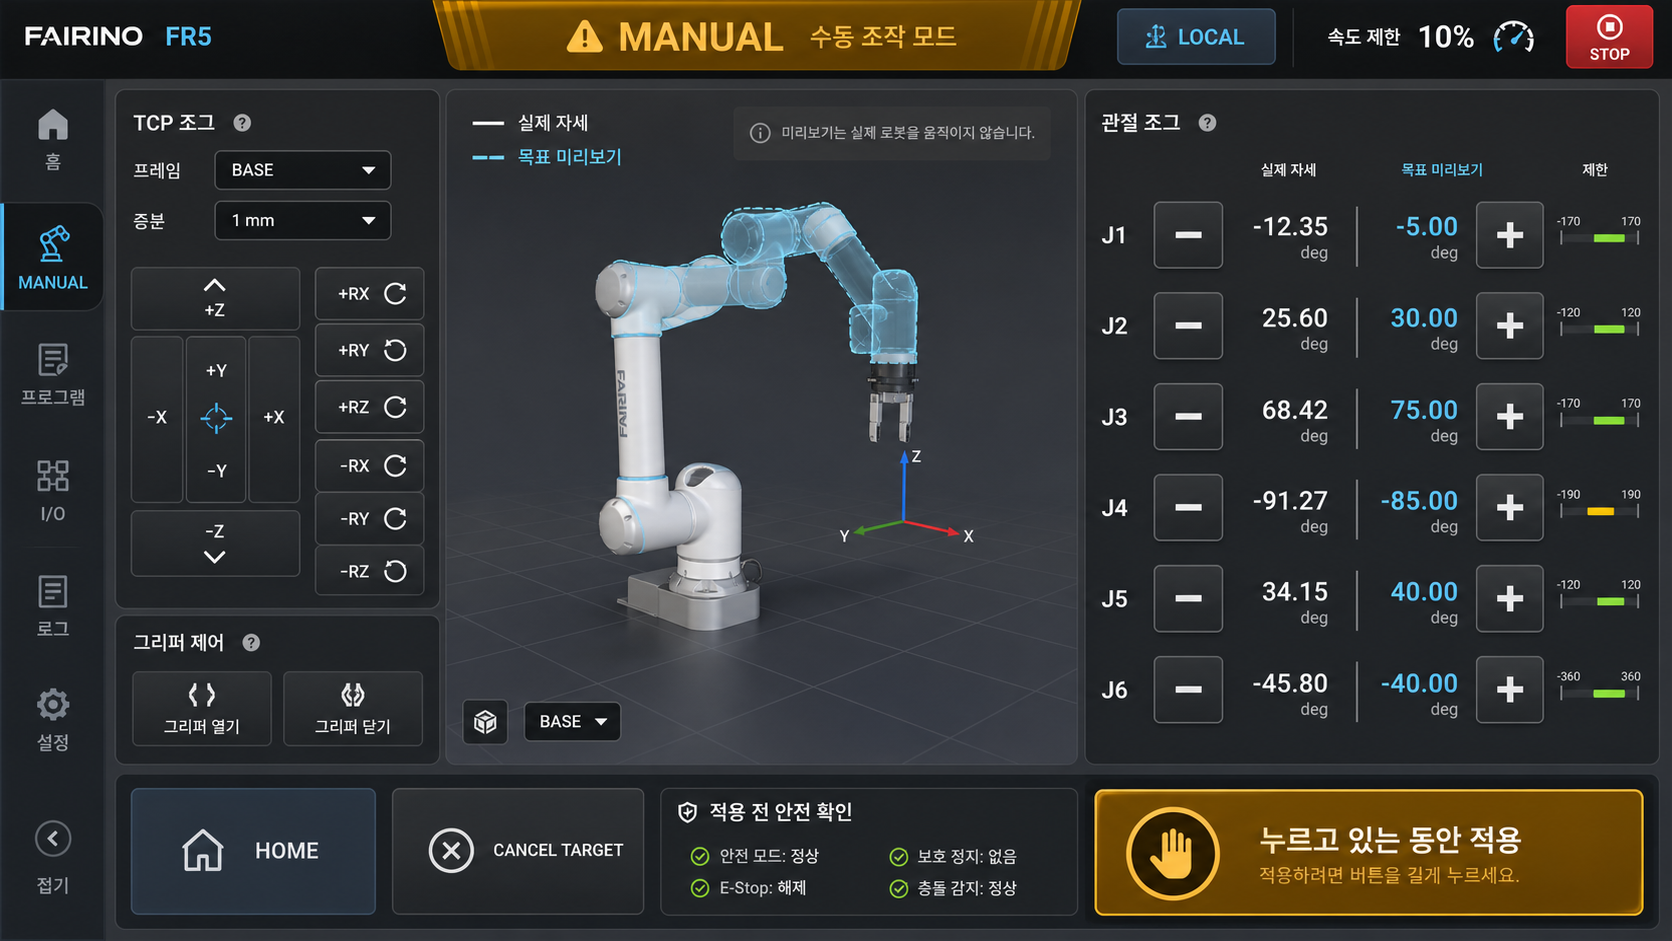 FAIRINO FR5
MANUAL 수동 조작 모드
LOCAL
속도 제한 10%
STOP
홈
MANUAL
프로그램
I/O
로그
설정
접기
TCP 조그 ?
프레임 BASE
증분 1 mm
+Z
-X
+Y
-Y
+X
-Z
+RX
+RY
+RZ
-RX
-RY
-RZ
그리퍼 제어 ?
그리퍼 열기
그리퍼 닫기
실제 자세
목표 미리보기
미리보기는 실제 로봇을 움직이지 않습니다.
FAIRINO
Z
Y
X
BASE
관절 조그 ?
실제 자세 목표 미리보기 제한
J1 -12.35 deg -5.00 deg -170 170
J2 25.60 deg 30.00 deg -120 120
J3 68.42 deg 75.00 deg -170 170
J4 -91.27 deg -85.00 deg -190 190
J5 34.15 deg 40.00 deg -120 120
J6 -45.80 deg -40.00 deg -360 360
HOME
CANCEL TARGET
적용 전 안전 확인
안전 모드: 정상
보호 정지: 없음
E-Stop: 해제
충돌 감지: 정상
누르고 있는 동안 적용
적용하려면 버튼을 길게 누르세요.